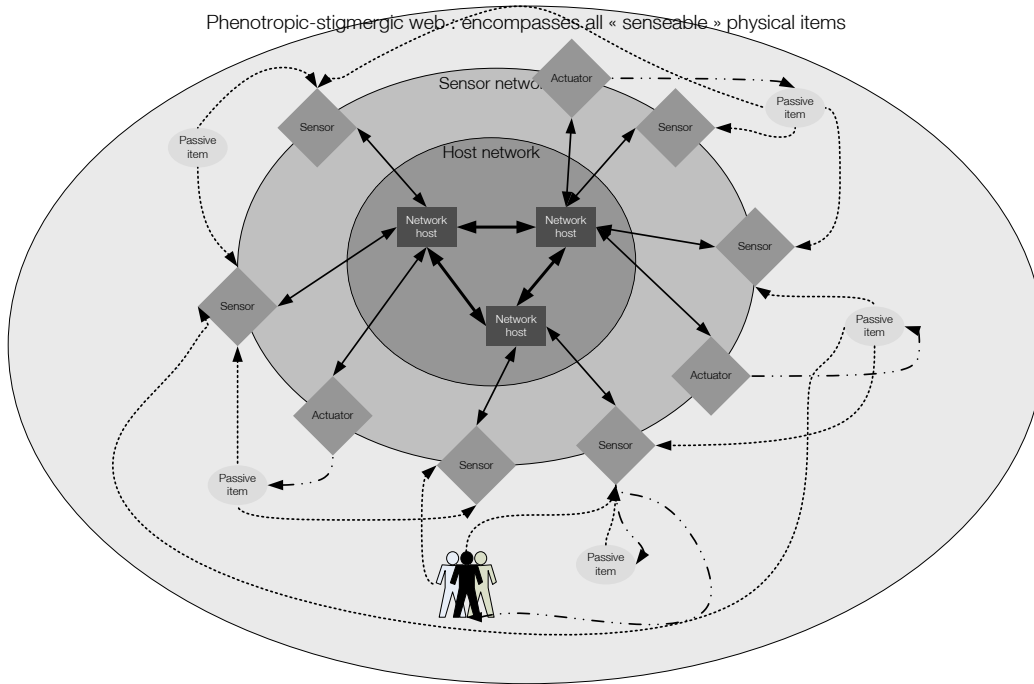 Phenotropic-stigmergic web : encompasses all « senseable » physical items
Actuator
Sensor netwo
Passive
item
Sensor
Sensor
Passive
item
Host network
Network
host
Network
host
Sensor
Sensor
Network
host
Passive
item
Actuator
Actuator
Sensor
Sensor
Passive
item
Passive
item